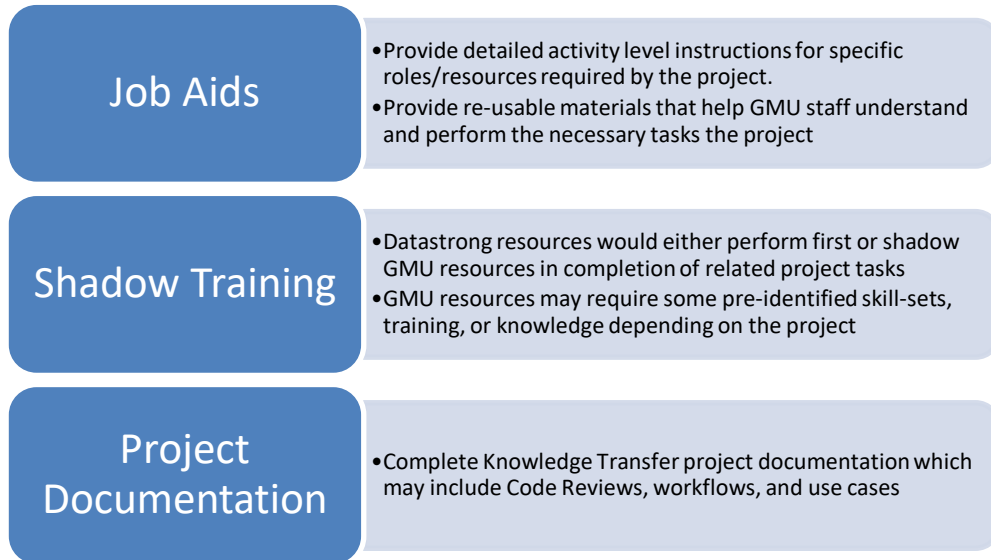 Job Aids
•Provide detailed activity level instructions for specific
roles/resources required by the project.
•Provide re-usable materials that help GMU staff understand
and perform the necessary tasks the project
Shadow Training
•Datastrong resources would either perform first or shadow
GMU resources in completion of related project tasks
•GMU resources may require some pre-identified skill-sets,
training, or knowledge depending on the project
Project
Documentation
•Complete Knowledge Transfer project documentation which
may include Code Reviews, workflows, and use cases